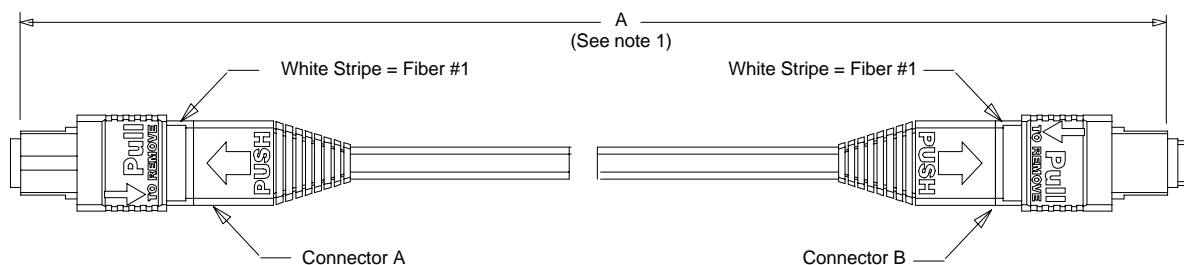 A
(See note 1)
White Stripe = Fiber #1
White Stripe = Fiber #1
Pull
TO REMOVE
PUSH
PUSH
TO REMOVE
Pull
Connector A
Connector B